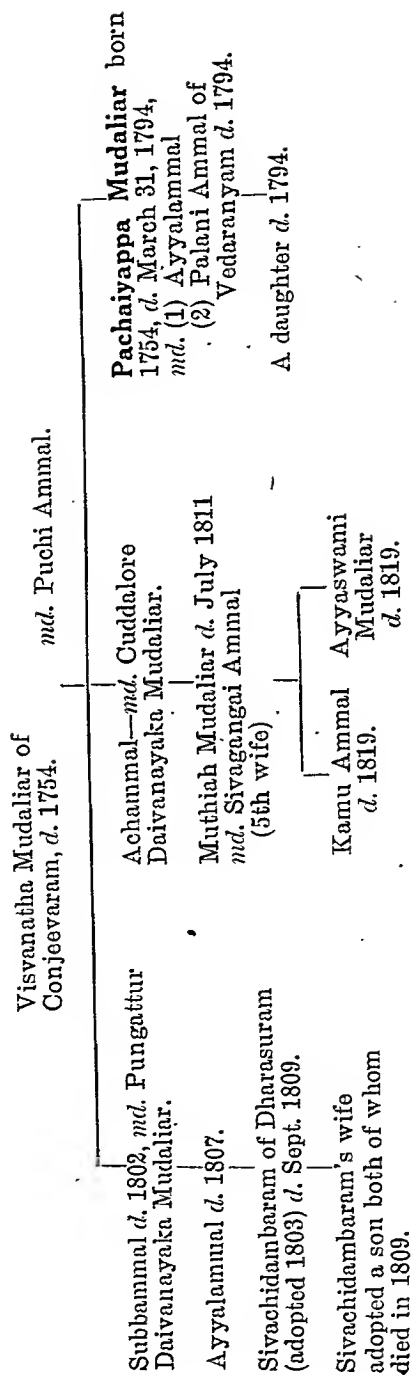 Visvanatha Mudaliar of
Conjeevaram, d. 1754.
md. Puchi Ammal.
Subbammal d. 1802, md. Pungattur
Daivanayaka Mudaliar.
Ayyalamual d. 1807.
Sivachidambaram of Dharasuram
(adopted 1803) d. Sept. 1809.
Sivachidambaram's wife
adopted a son both of whom
died in 1809.
Achammal—md. Cuddalore
Daivanayaka Mudaliar.
Muthiah Mudaliar d. July 1811
md. Sivagangai Ammal
(5th wife)
Kamu Ammal
d. 1819.
Ayyaswami
Mudaliar
d. 1819.
Pachaiyappa Mudaliar born
1754, d. March 31, 1794,
md. (1) Ayyalammal
(2) Palani Ammal of
Vedaranyam d. 1794.
A daughter d. 1794.